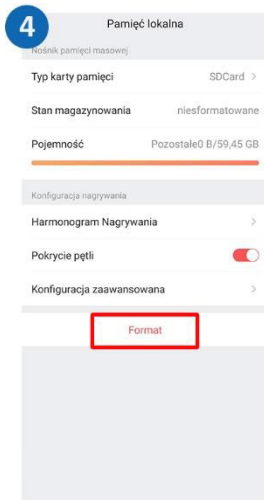 4
Pamięć lokalna
Nośnik pamięci masowej
Typ karty pamięci SDCard >
Stan magazynowania niesformatowane
Pojemność Pozostałe0 B/59,45 GB
Konfiguracja nagrywania
Harmonogram Nagrywania >
Pokrycie pętli
Konfiguracja zaawansowana >
Format